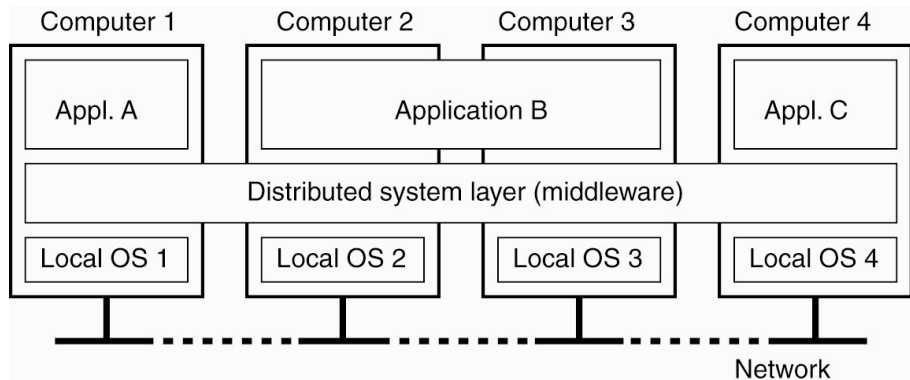 Computer 1
Computer 2
Computer 3
Computer 4
Appl. A
Application B
Appl. C
Distributed system layer (middleware)
Local OS 1
Local OS 2
Local OS 3
Local OS 4
Network